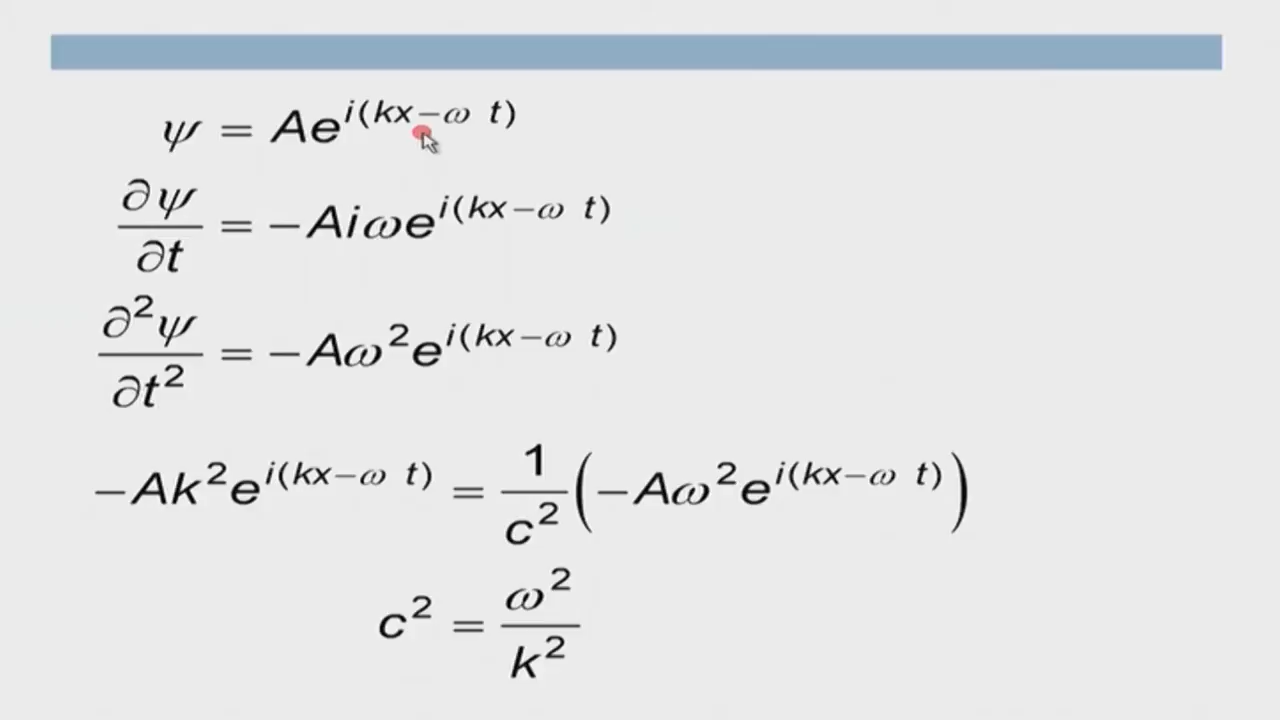 ψ = Ae^{i(kx−ω t)}
∂ψ/∂t = −Aiωe^{i(kx−ω t)}
∂²ψ/∂t² = −Aω²e^{i(kx−ω t)}
−Ak²e^{i(kx−ω t)} = 1/c² (−Aω²e^{i(kx−ω t)})
c² = ω²/k²